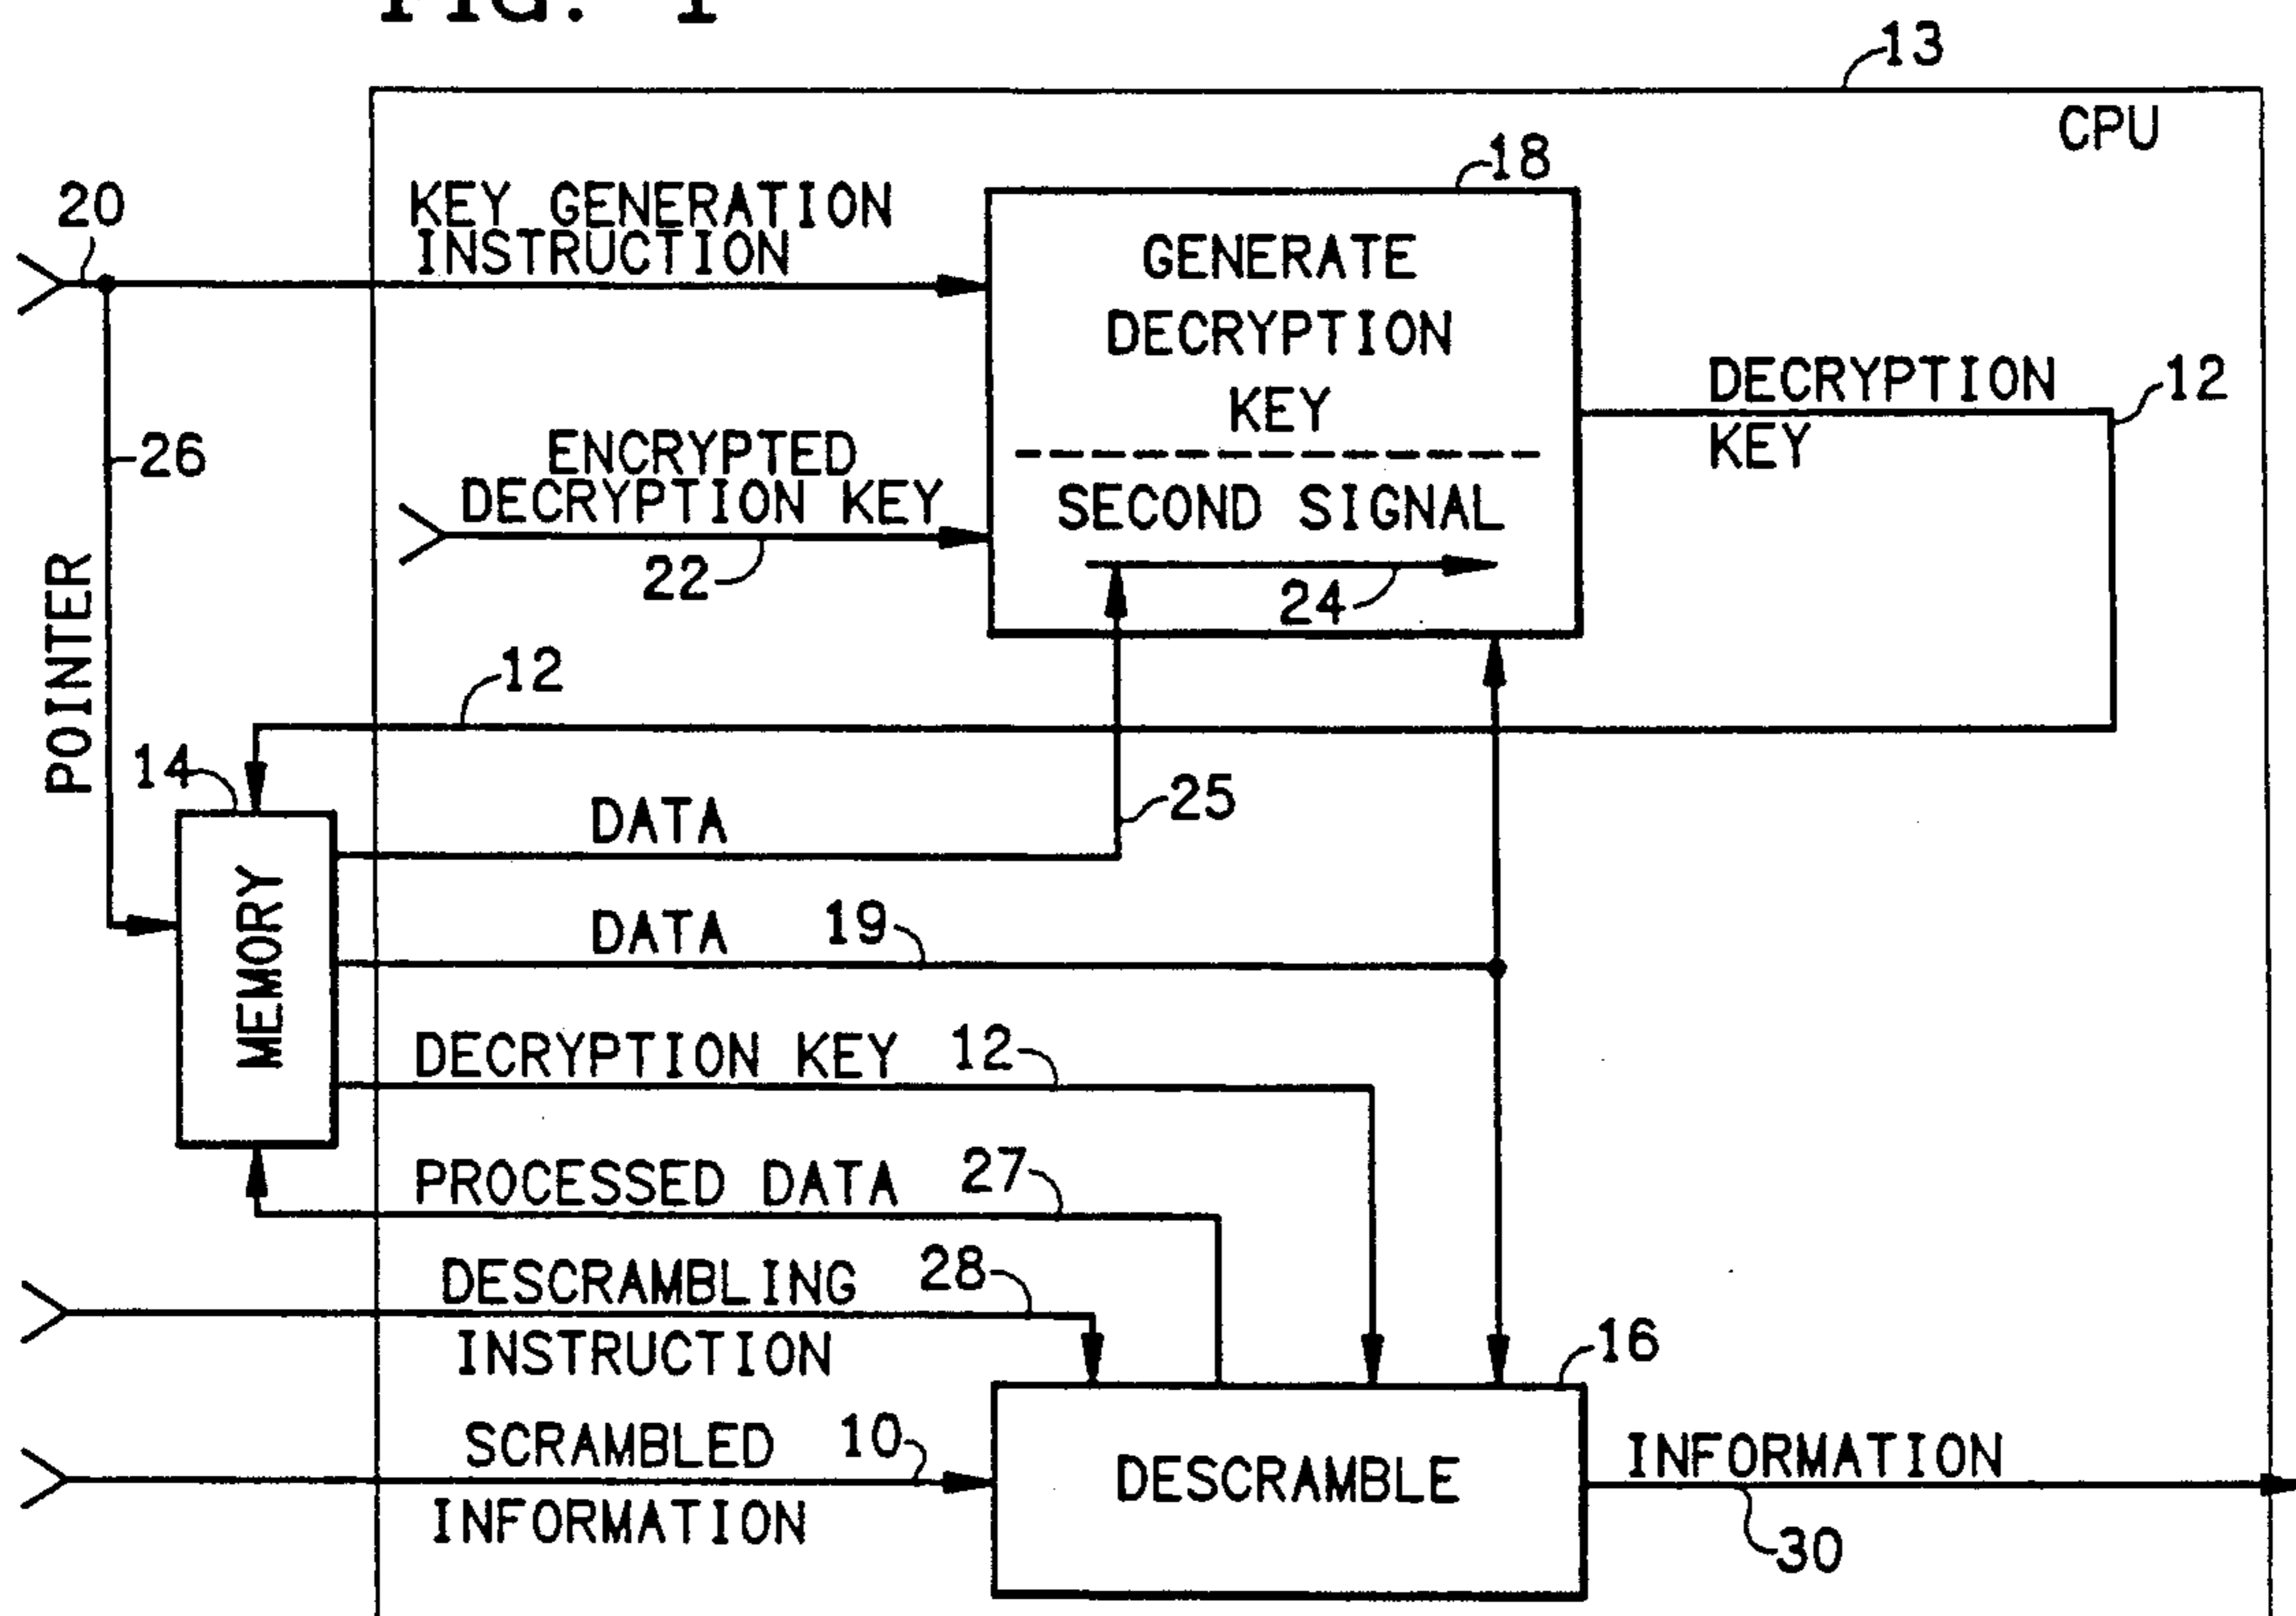 FIG. 1
13
CPU
18
20
KEY GENERATION
INSTRUCTION
GENERATE
DECRYPTION
KEY
DECRYPTION
KEY
12
26
ENCRYPTED
DECRYPTION KEY
22
SECOND SIGNAL
24
POINTER
12
14
DATA
25
MEMORY
DATA
19
DECRYPTION KEY
12
PROCESSED DATA
27
DESCRAMBLING
INSTRUCTION
28
16
SCRAMBLED
INFORMATION
10
DESCRAMBLE
INFORMATION
30